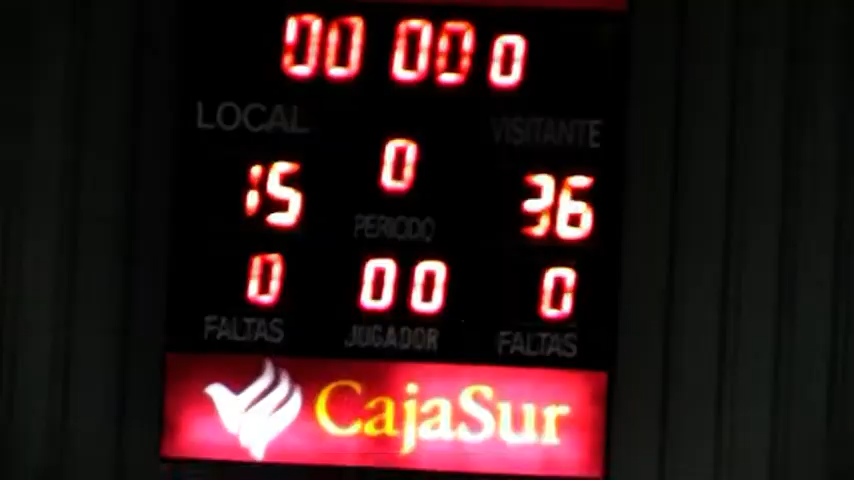 00 00 0
LOCAL VISITANTE
0
15 36
PERIODO
0 00 0
FALTAS JUGADOR FALTAS
CajaSur